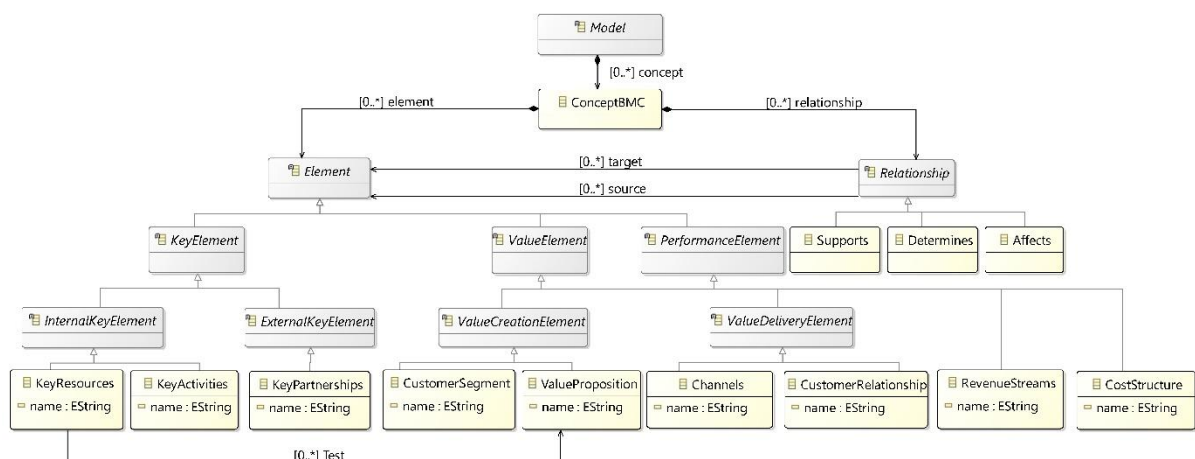 Model
[0..*] concept
[0..*] element
ConceptBMC
[0..*] relationship
[0..*] target
Element
Relationship
[0..*] source
KeyElement
ValueElement
PerformanceElement
Supports
Determines
Affects
InternalKeyElement
ExternalKeyElement
ValueCreationElement
ValueDeliveryElement
KeyResources
name : EString
KeyActivities
name : EString
KeyPartnerships
name : EString
CustomerSegment
name : EString
ValueProposition
name : EString
Channels
name : EString
CustomerRelationship
name : EString
RevenueStreams
name : EString
CostStructure
name : EString
[0..*] Test